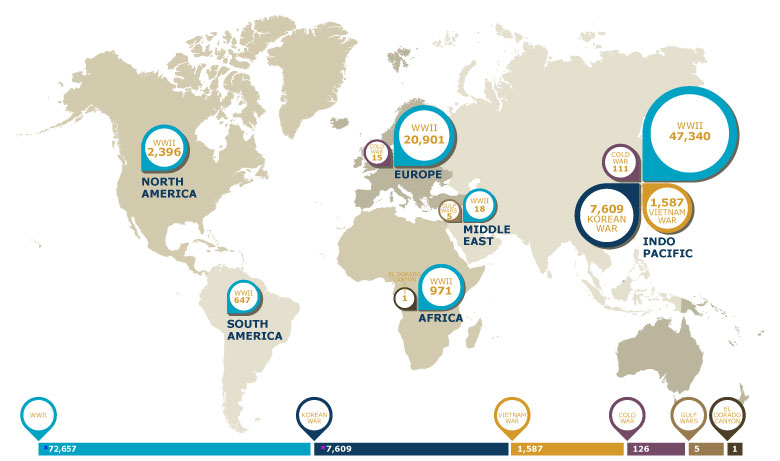 WWII
2,396
NORTH
AMERICA
COLD
WAR
15
WWII
20,901
EUROPE
WWII
47,340
COLD
WAR
111
7,609
KOREAN
WAR
1,587
VIETNAM
WAR
INDO
PACIFIC
GULF
WARS
5
WWII
18
MIDDLE
EAST
WWII
647
SOUTH
AMERICA
EL DORADO
CANYON
1
WWII
971
AFRICA
WWII
KOREAN
WAR
VIETNAM
WAR
COLD
WAR
GULF
WARS
EL
DORADO
CANYON
*72,657
*7,609
1,587
126
5
1